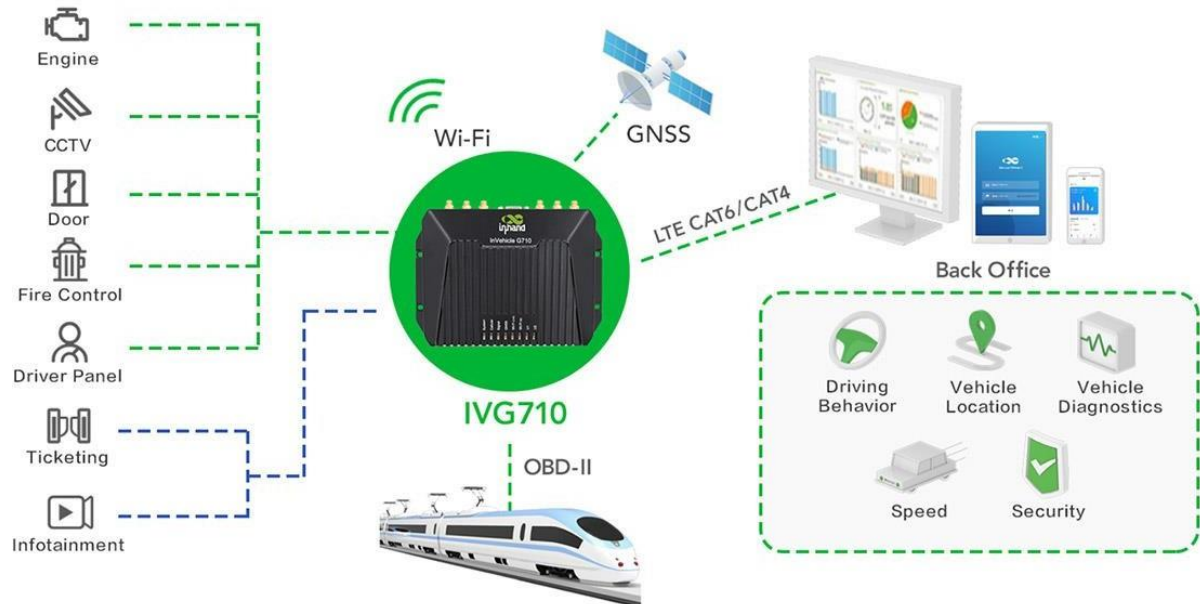 Engine
CCTV
Door
Fire Control
Driver Panel
Ticketing
Infotainment
Wi-Fi
GNSS
inhand
InVehicle G710
IVG710
OBD-II
LTE CAT6/CAT4
Back Office
Driving
Behavior
Vehicle
Location
Vehicle
Diagnostics
Speed
Security